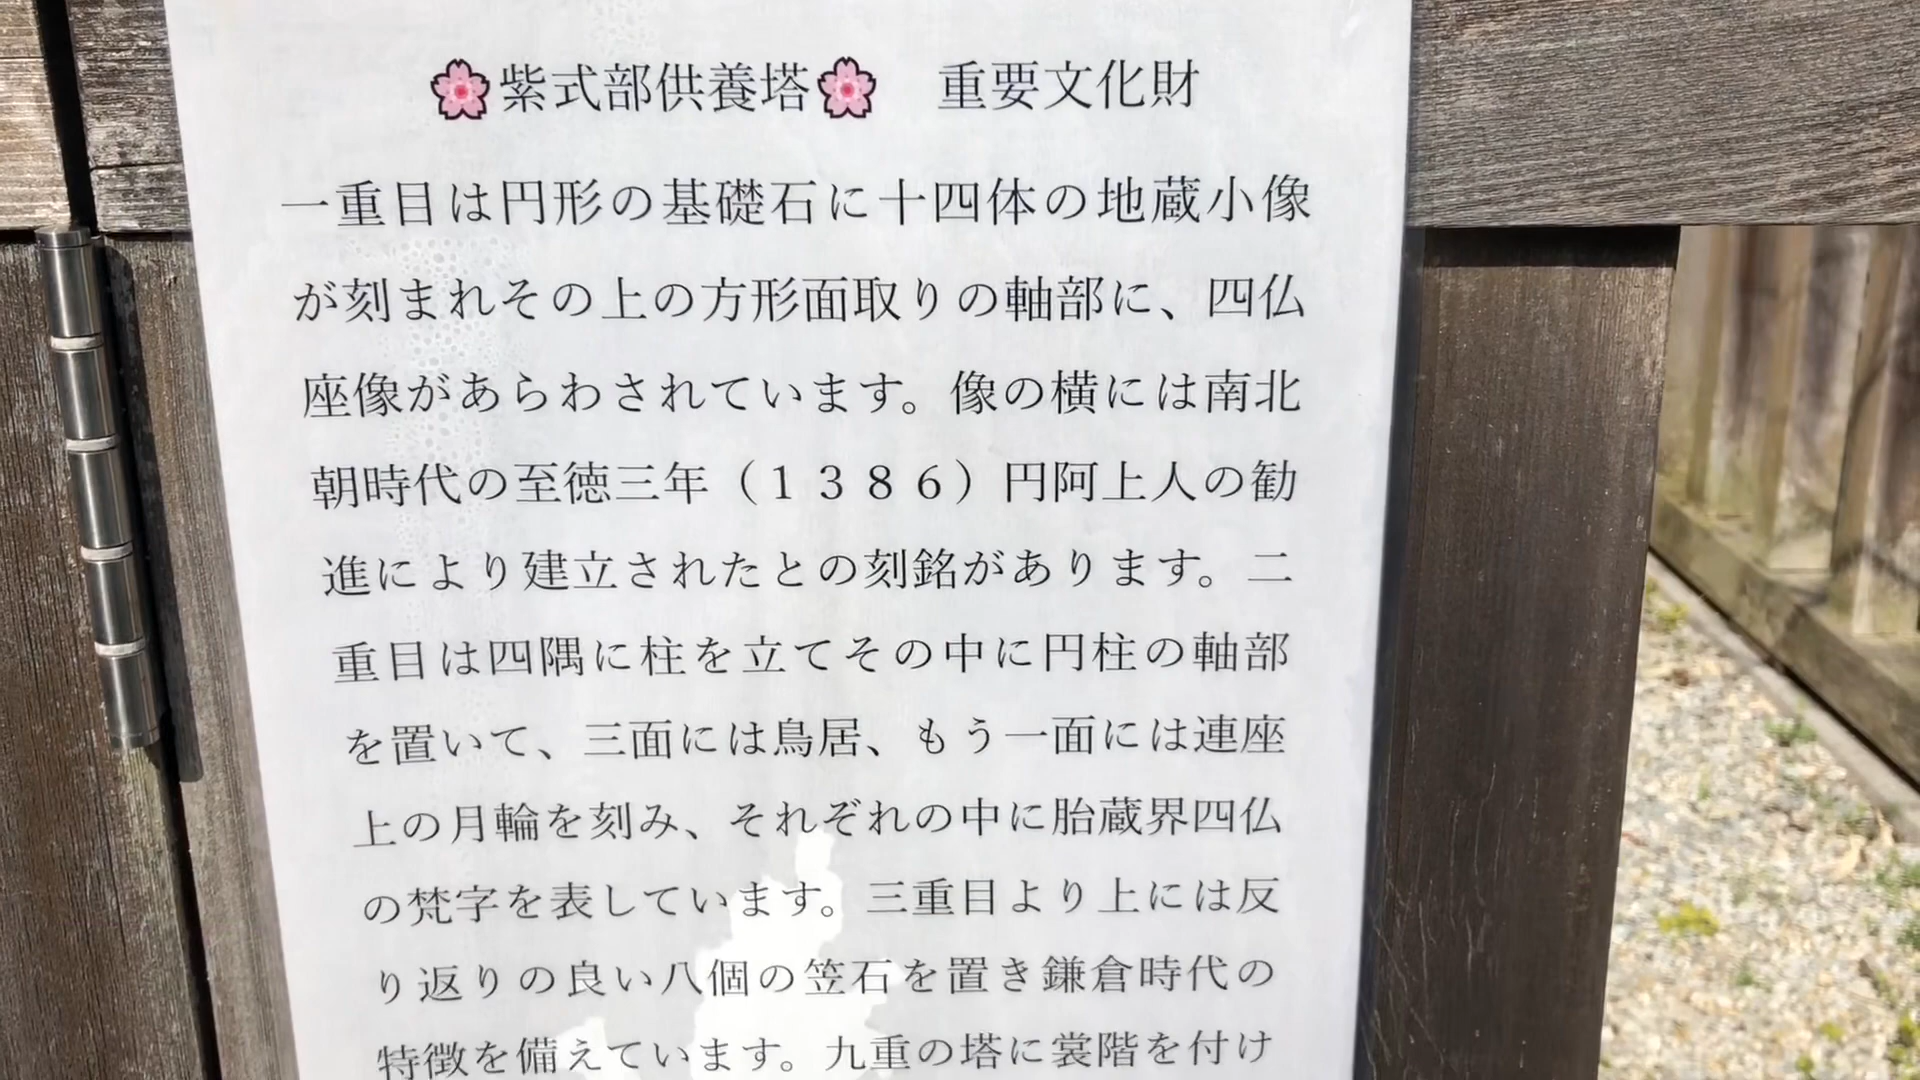 🌸紫式部供養塔🌸　重要文化財
一重目は円形の基礎石に十四体の地蔵小像
が刻まれその上の方形面取りの軸部に、四仏
座像があらわされています。像の横には南北
朝時代の至徳三年（１３８６）円阿上人の勧
進により建立されたとの刻銘があります。二
重目は四隅に柱を立てその中に円柱の軸部
を置いて、三面には鳥居、もう一面には連座
上の月輪を刻み、それぞれの中に胎蔵界四仏
の梵字を表しています。三重目より上には反
り返りの良い八個の笠石を置き鎌倉時代の
特徴を備えています。九重の塔に裳階を付け